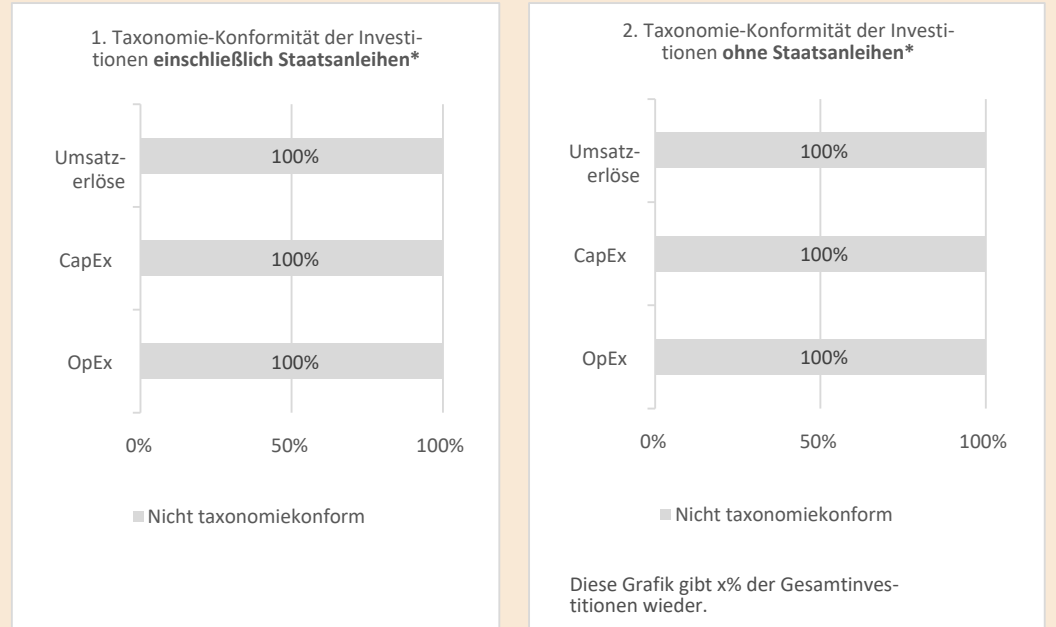 1. Taxonomie-Konformität der Investi-
tionen einschließlich Staatsanleihen*
Umsatz-
erlöse
100%
CapEx
100%
OpEx
100%
0%
50%
100%
Nicht taxonomiekonform
2. Taxonomie-Konformität der Investi-
tionen ohne Staatsanleihen*
Umsatz-
erlöse
100%
CapEx
100%
OpEx
100%
0%
50%
100%
Nicht taxonomiekonform
Diese Grafik gibt x% der Gesamtinves-
titionen wieder.